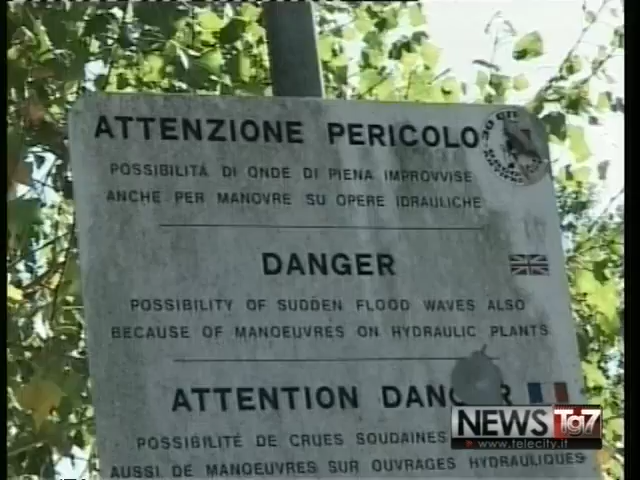 ATTENZIONE PERICOLO
POSSIBILITÁ DI ONDE DI PIENA IMPROVVISE
ANCHE PER MANOVRE SU OPERE IDRAULICHE
DANGER
POSSIBILITY OF SUDDEN FLOOD WAVES ALSO
BECAUSE OF MANOEUVRES ON HYDRAULIC PLANTS
ATTENTION DANGER
POSSIBILITÉ DE CRUES SOUDAINES
AUSSI DE MANOEUVRES SUR OUVRAGES HYDRAULIQUES
NEWS Tg7
www.telecity.it